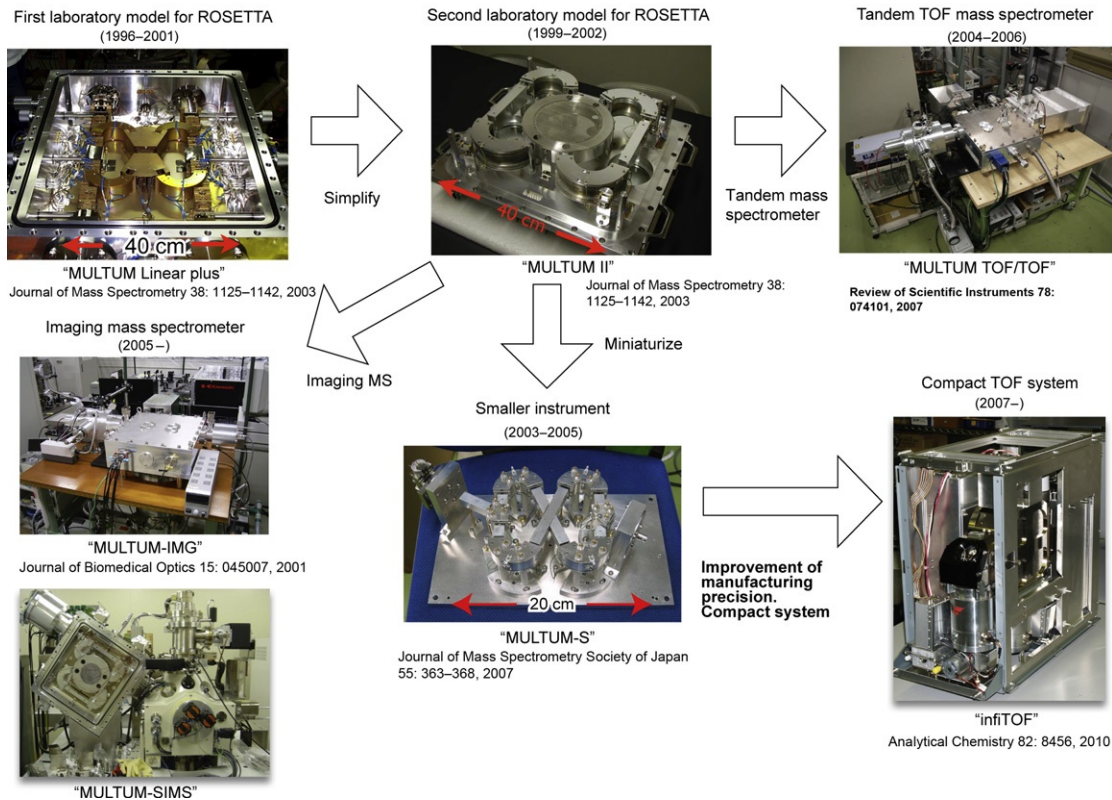 First laboratory model for ROSETTA
(1996–2001)
40 cm
“MULTUM Linear plus”
Journal of Mass Spectrometry 38: 1125–1142, 2003
Simplify
Second laboratory model for ROSETTA
(1999–2002)
40 cm
“MULTUM II”
Journal of Mass Spectrometry 38:
1125–1142, 2003
Tandem mass
spectrometer
Tandem TOF mass spectrometer
(2004–2006)
“MULTUM TOF/TOF”
Review of Scientific Instruments 78:
074101, 2007
Imaging MS
Imaging mass spectrometer
(2005 –)
“MULTUM-IMG”
Journal of Biomedical Optics 15: 045007, 2001
“MULTUM-SIMS”
Miniaturize
Smaller instrument
(2003–2005)
20 cm
“MULTUM-S”
Journal of Mass Spectrometry Society of Japan
55: 363–368, 2007
Improvement of
manufacturing
precision.
Compact system
Compact TOF system
(2007–)
“infiTOF”
Analytical Chemistry 82: 8456, 2010